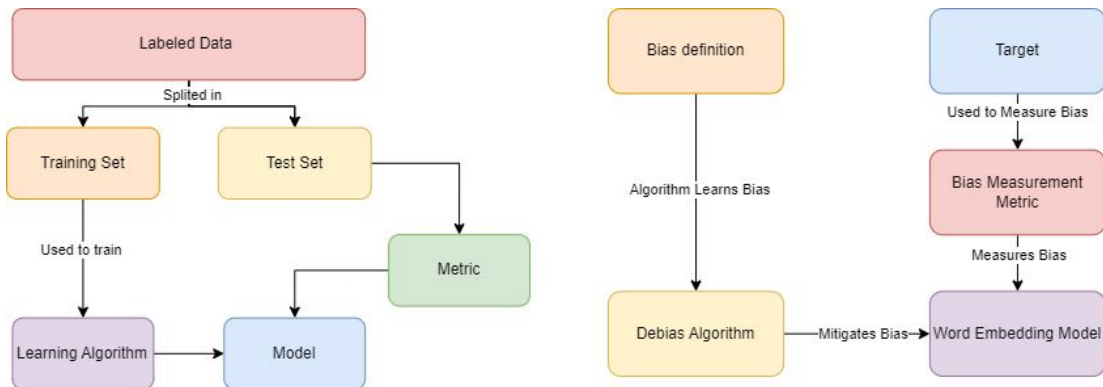 Labeled Data
Splited in
Training Set
Test Set
Used to train
Metric
Learning Algorithm
Model
Bias definition
Target
Used to Measure Bias
Algorithm Learns Bias
Bias Measurement
Metric
Measures Bias
Debias Algorithm
Mitigates Bias
Word Embedding Model